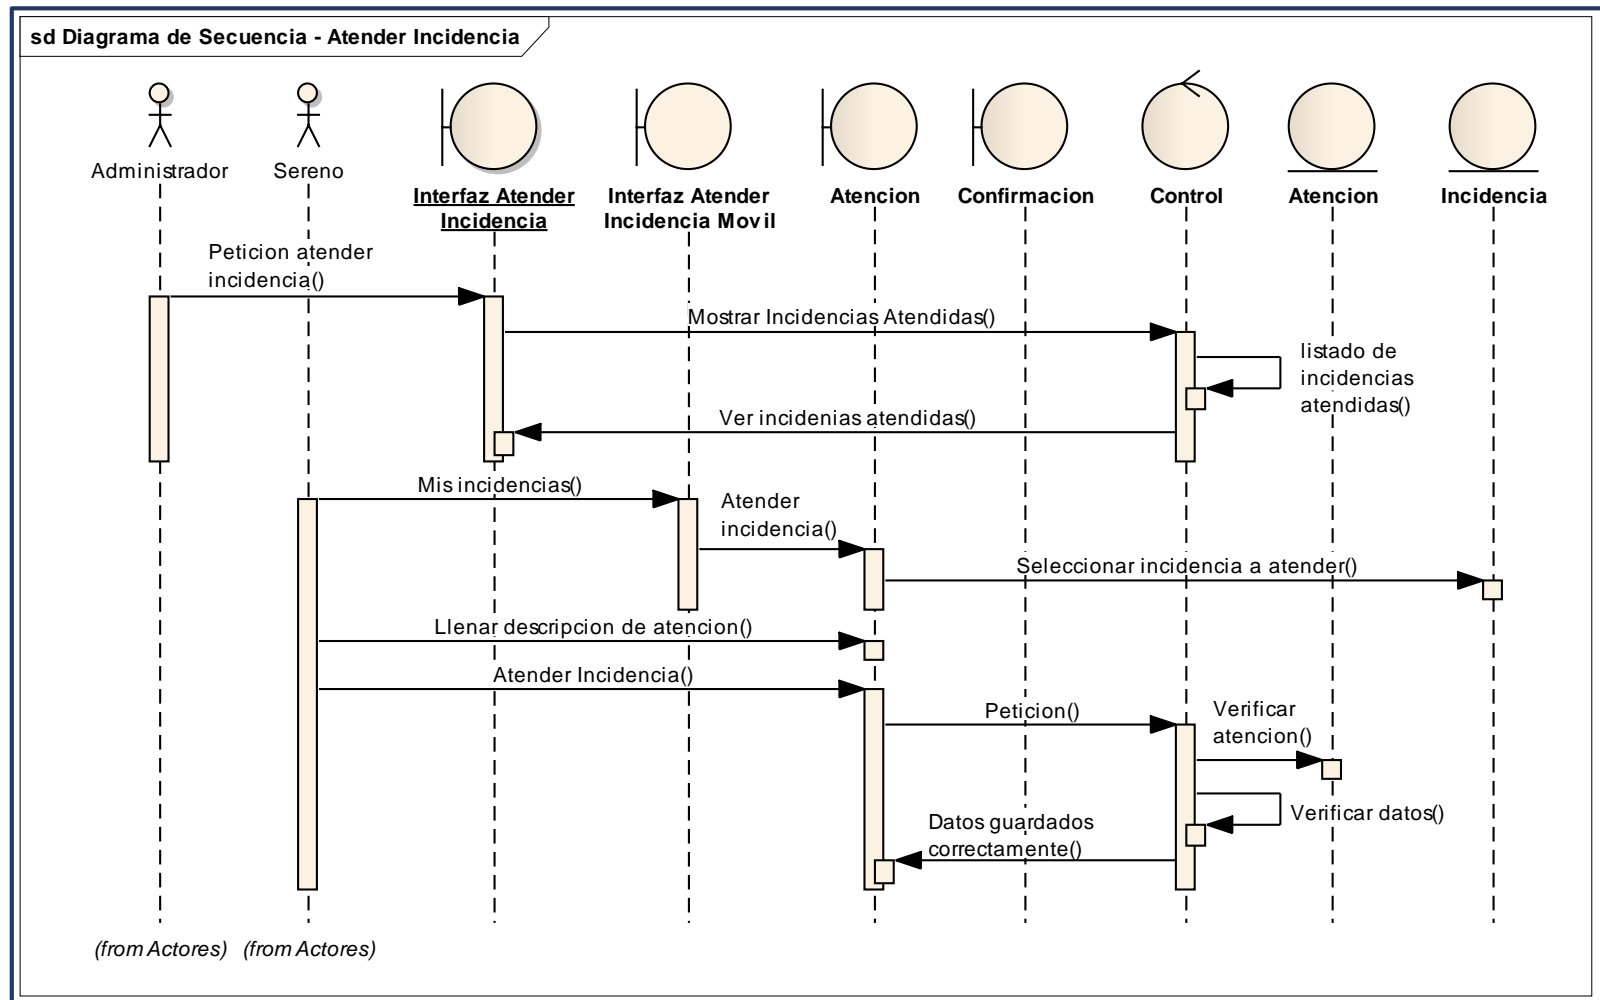 sd Diagrama de Secuencia - Atender Incidencia
Administrador
Sereno
Interfaz Atender
Incidencia
Interfaz Atender
Incidencia Movil
Atencion
Confirmacion
Control
Atencion
Incidencia
Peticion atender
incidencia()
Mostrar Incidencias Atendidas()
listado de
incidencias
atendidas()
Ver incidenias atendidas()
Mis incidencias()
Atender
incidencia()
Seleccionar incidencia a atender()
Llenar descripcion de atencion()
Atender Incidencia()
Peticion()
Verificar
atencion()
Verificar datos()
Datos guardados
correctamente()
(from Actores)
(from Actores)